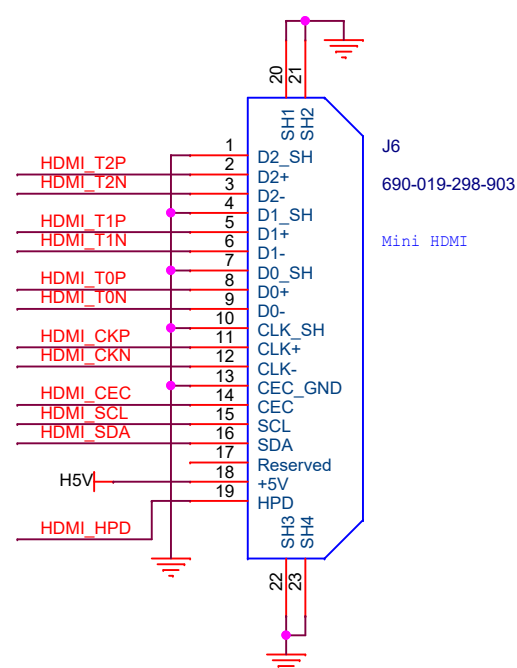 20
21
SH1
SH2
J6
690-019-298-903
Mini HDMI
1 D2_SH
HDMI_T2P 2 D2+
HDMI_T2N 3 D2-
4 D1_SH
HDMI_T1P 5 D1+
HDMI_T1N 6 D1-
7 D0_SH
HDMI_T0P 8 D0+
HDMI_T0N 9 D0-
10 CLK_SH
HDMI_CKP 11 CLK+
HDMI_CKN 12 CLK-
13 CEC_GND
HDMI_CEC 14 CEC
HDMI_SCL 15 SCL
HDMI_SDA 16 SDA
17 Reserved
H5V 18 +5V
19 HPD
HDMI_HPD
SH3
SH4
22
23